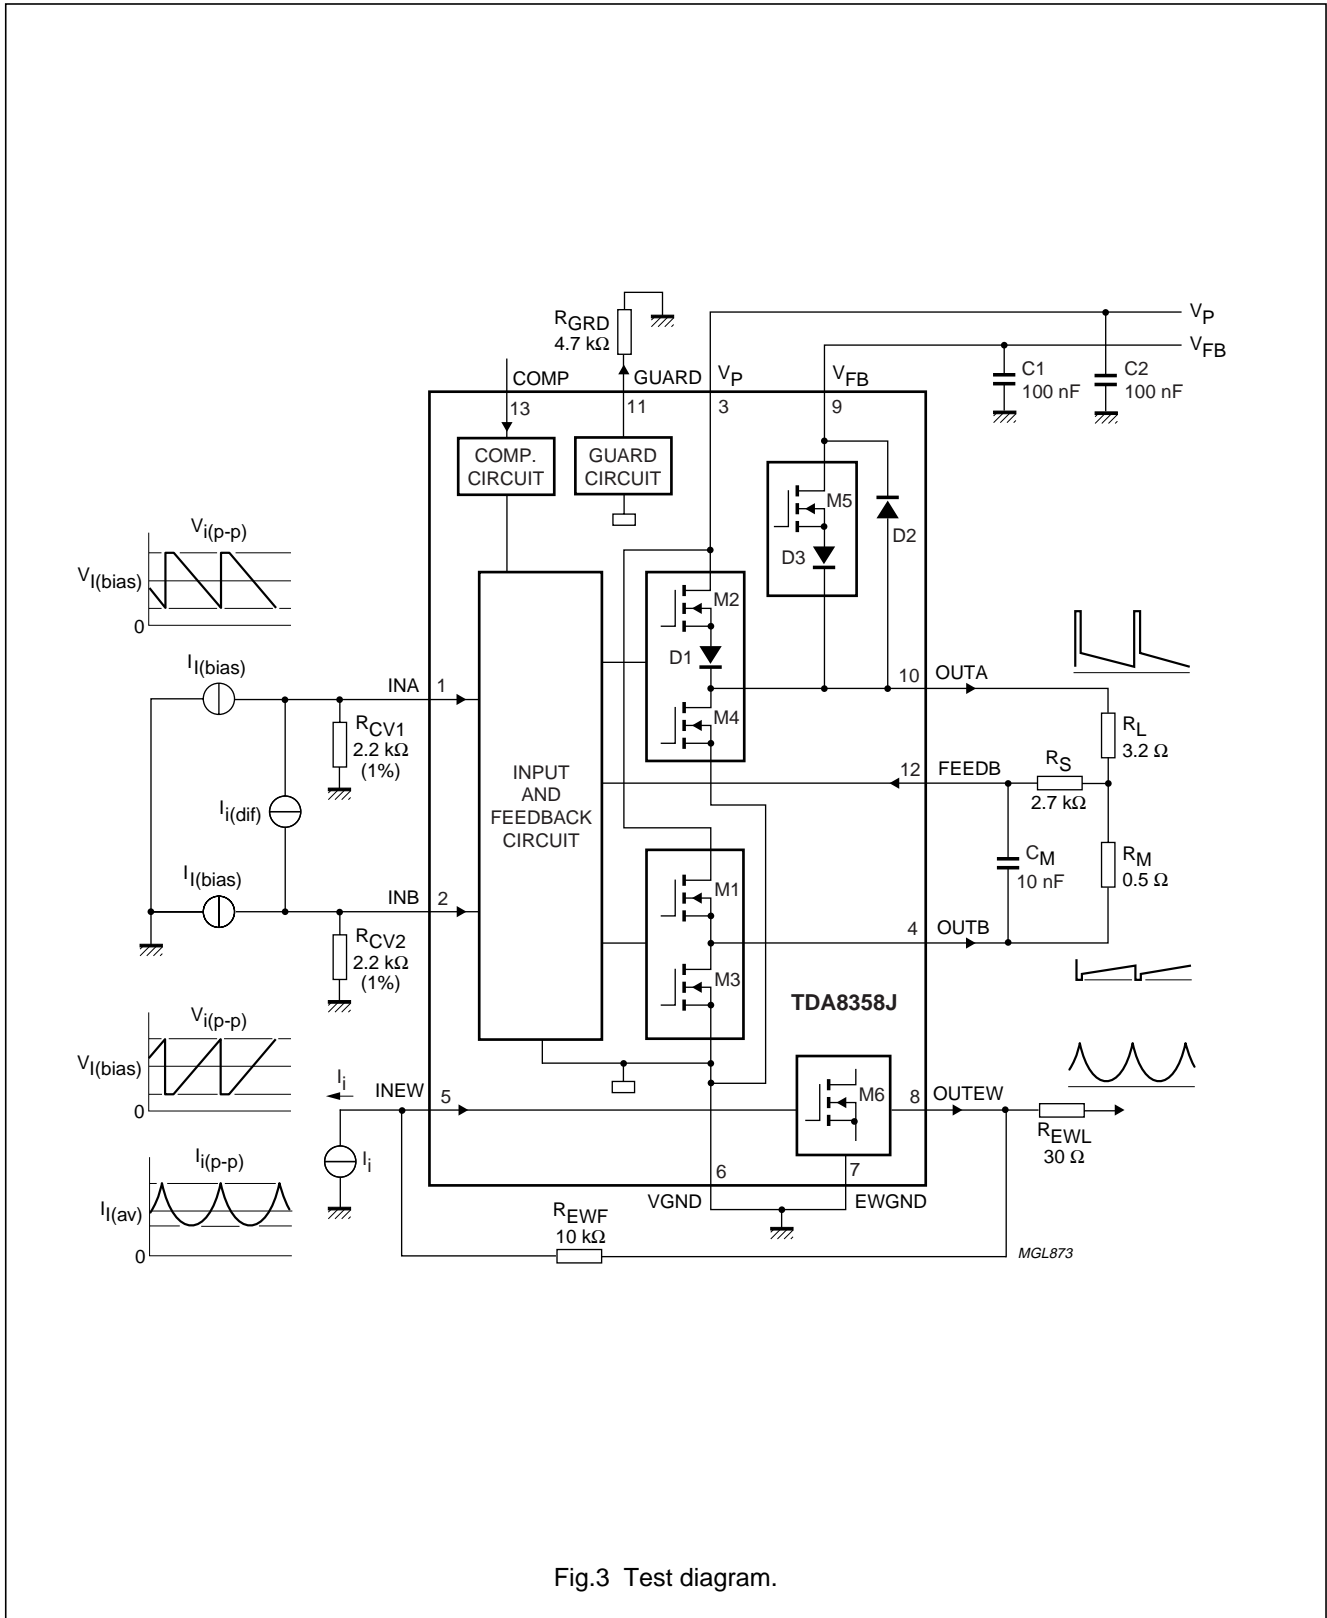 VP
VFB
RGRD
4.7 kΩ
C1
100 nF
C2
100 nF
COMP
GUARD
VP
VFB
13
11
3
9
COMP.
CIRCUIT
GUARD
CIRCUIT
M5
D3
D2
Vi(p-p)
VI(bias)
0
M2
D1
M4
II(bias)
INA
1
10
OUTA
RCV1
2.2 kΩ
(1%)
RL
3.2 Ω
INPUT
AND
FEEDBACK
CIRCUIT
12
FEEDB
RS
2.7 kΩ
Ii(dif)
M1
CM
10 nF
RM
0.5 Ω
II(bias)
INB
2
4
OUTB
RCV2
2.2 kΩ
(1%)
M3
TDA8358J
Vi(p-p)
VI(bias)
0
Ii
INEW
5
M6
8
OUTEW
REWL
30 Ω
Ii
Ii(p-p)
II(av)
0
6
7
VGND
EWGND
REWF
10 kΩ
MGL873
Fig.3 Test diagram.